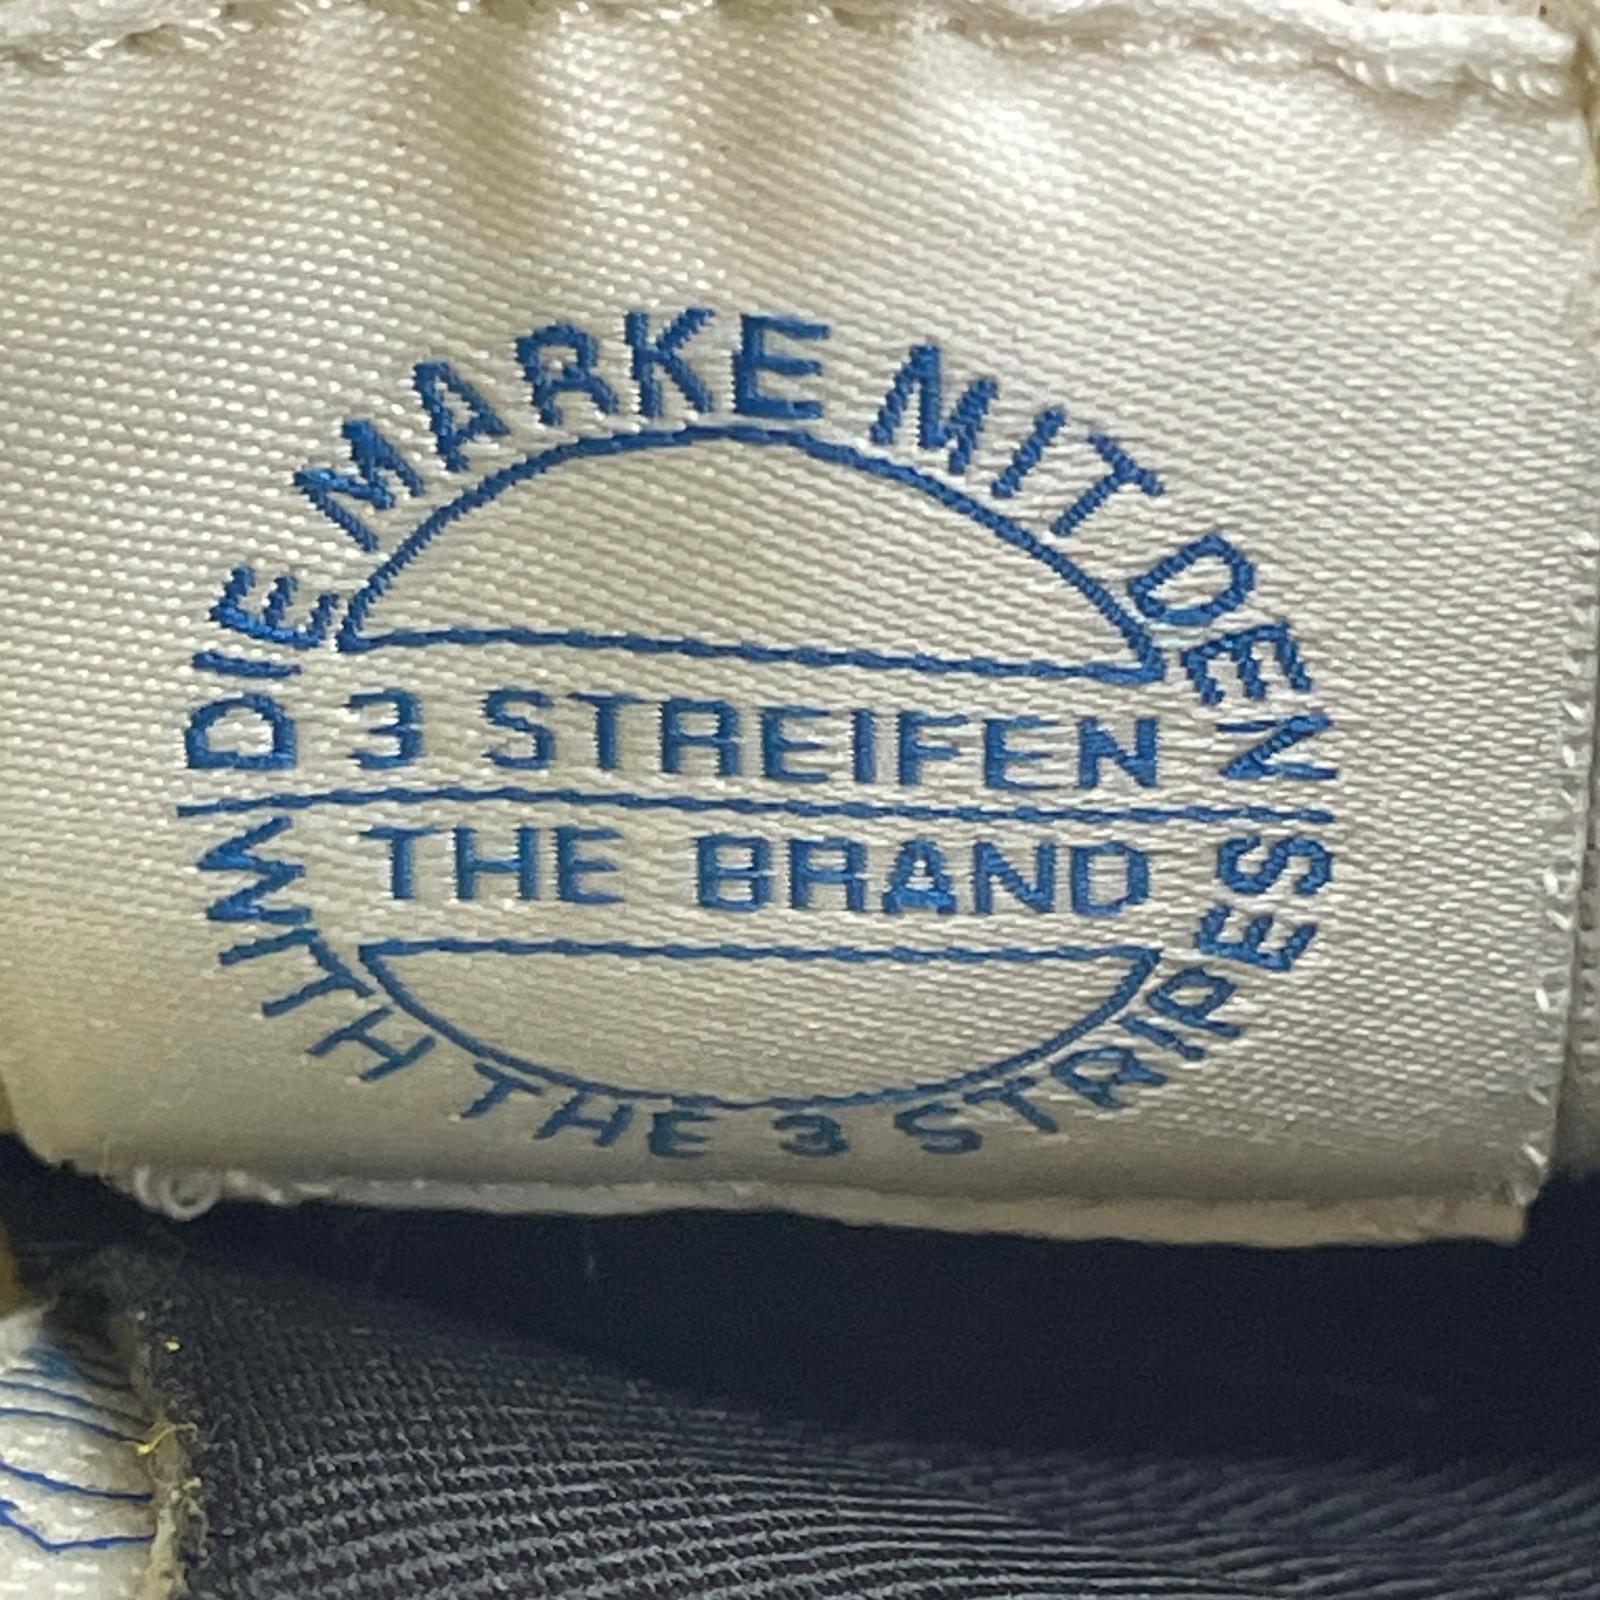 DIE MARKE MIT DEN
3 STREIFEN
THE BRAND
WITH THE 3 STRIPES